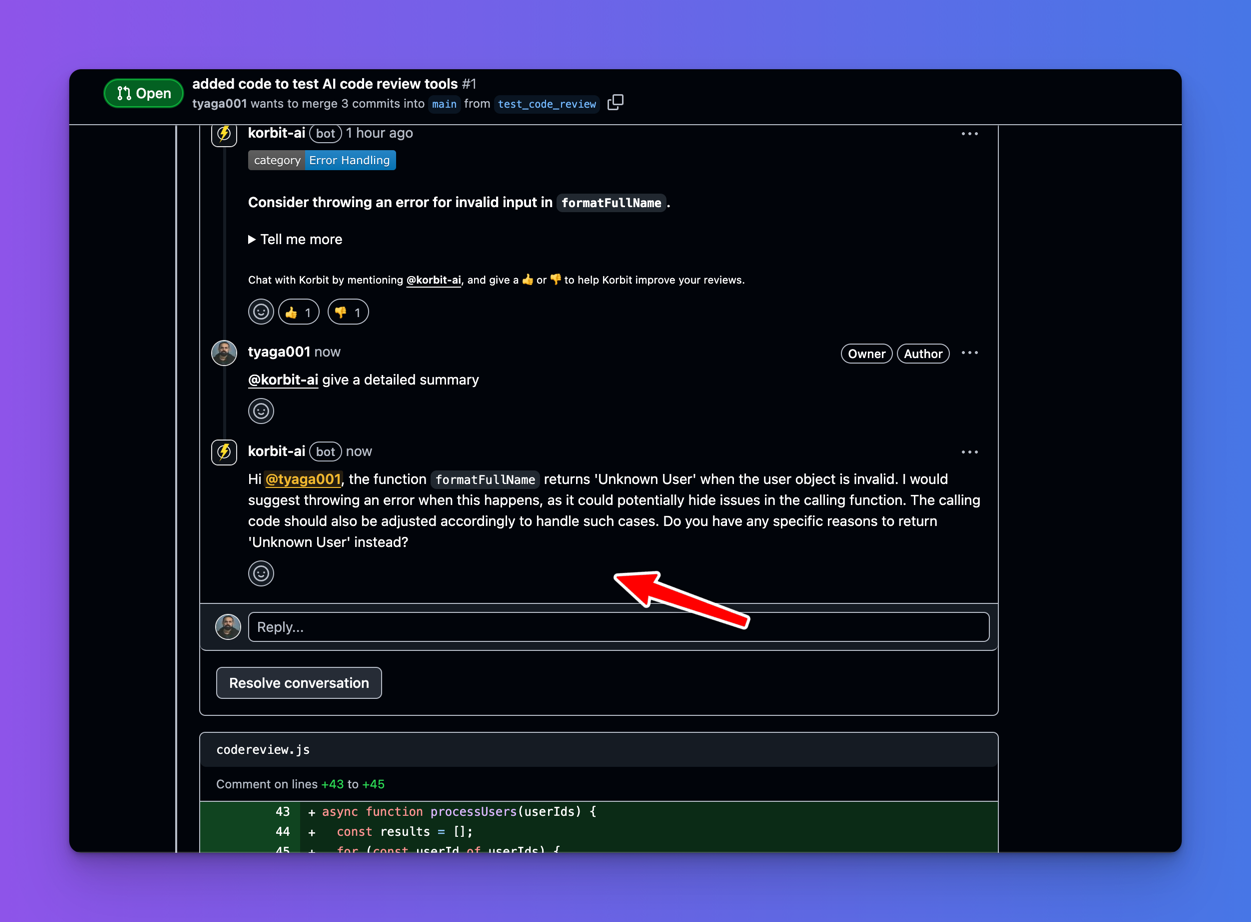 Open
added code to test AI code review tools #1
tyaga001 wants to merge 3 commits into main from test_code_review
korbit-ai bot 1 hour ago
category Error Handling
Consider throwing an error for invalid input in formatFullName.
Tell me more
Chat with Korbit by mentioning @korbit-ai, and give a 👍 or 👎 to help Korbit improve your reviews.
👍 1 👎 1
tyaga001 now Owner Author
@korbit-ai give a detailed summary
korbit-ai bot now
Hi @tyaga001, the function formatFullName returns 'Unknown User' when the user object is invalid. I would
suggest throwing an error when this happens, as it could potentially hide issues in the calling function. The calling
code should also be adjusted accordingly to handle such cases. Do you have any specific reasons to return
'Unknown User' instead?
Reply...
Resolve conversation
codereview.js
Comment on lines +43 to +45
43 + async function processUsers(userIds) {
44 + const results = [];
45 + for (const userId of userIds) {